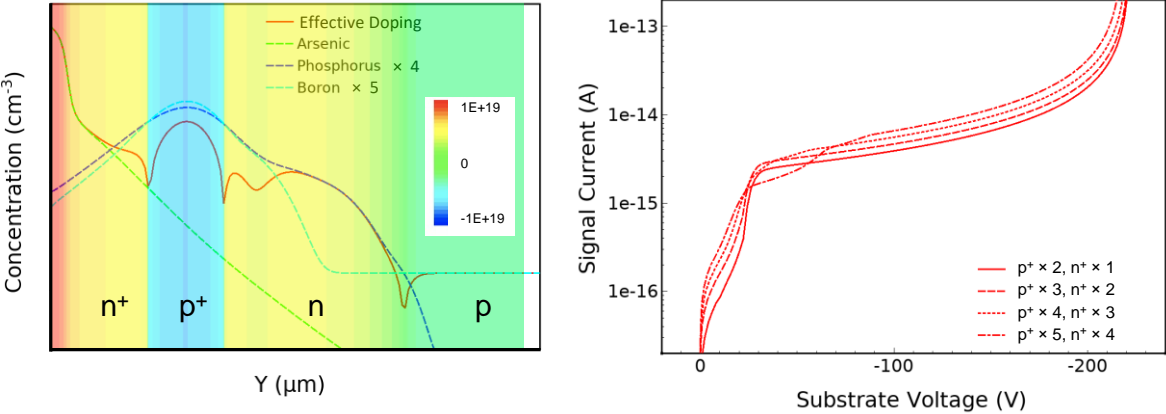 Effective Doping
Arsenic
Phosphorus × 4
Boron × 5
1E+19
0
-1E+19
n⁺ p⁺ n p
Concentration (cm⁻³)
Y (μm)
1e-13
1e-14
1e-15
1e-16
Signal Current (A)
p⁺ × 2, n⁺ × 1
p⁺ × 3, n⁺ × 2
p⁺ × 4, n⁺ × 3
p⁺ × 5, n⁺ × 4
0 -100 -200
Substrate Voltage (V)